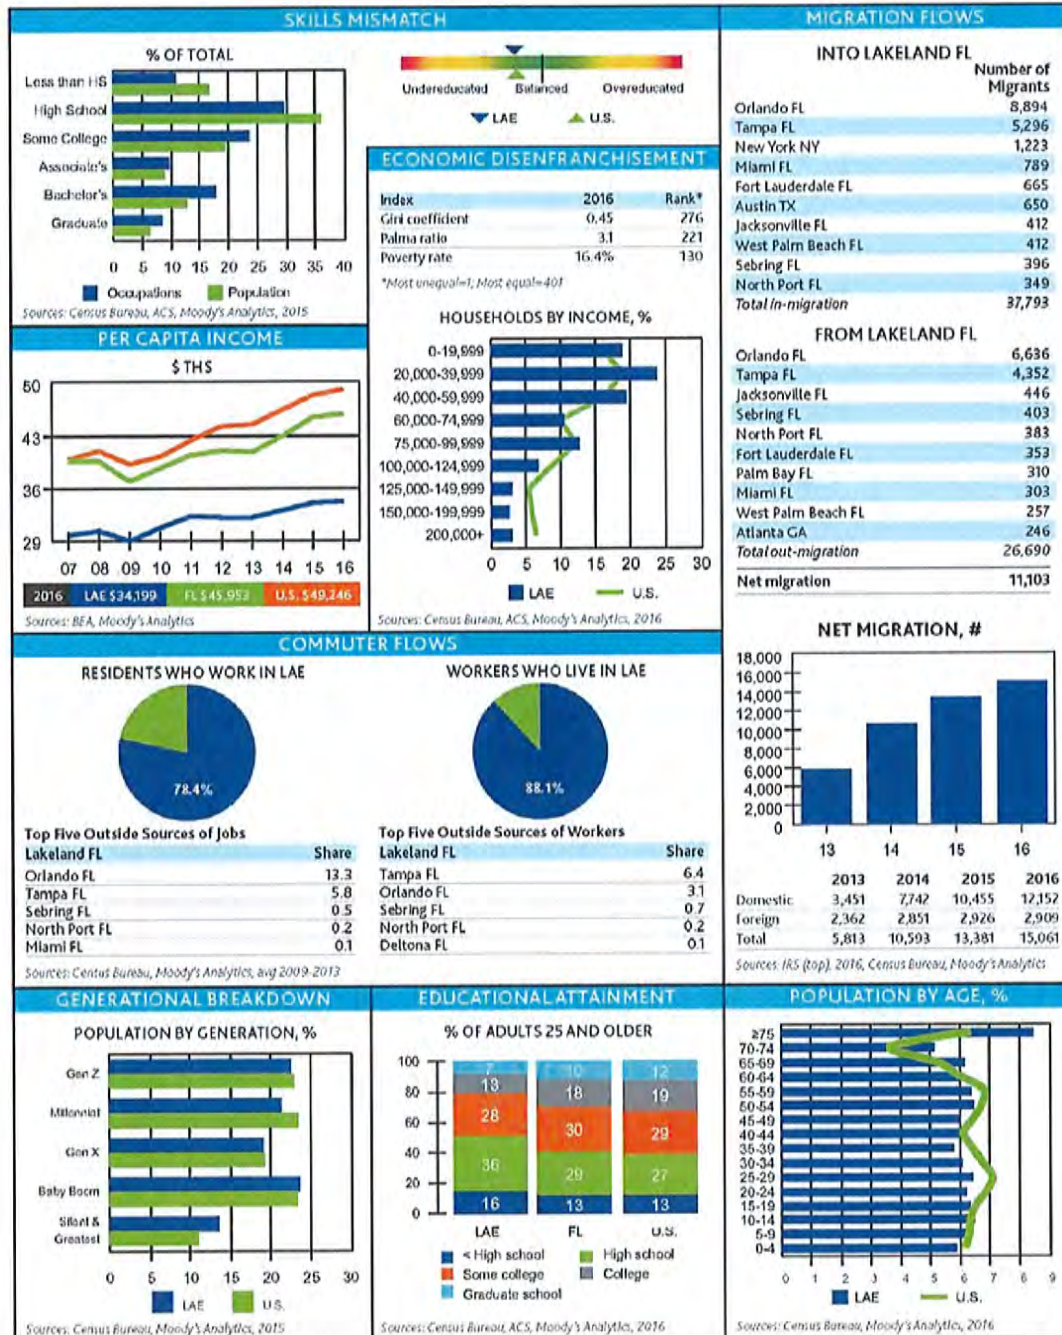 SKILLS MISMATCH
% OF TOTAL
Less than HS
High School
Some College
Associate's
Bachelor's
Graduate
0 5 10 15 20 25 30 35 40
Occupations Population
Sources: Census Bureau, ACS, Moody's Analytics, 2015
Undereducated Balanced Overeducated
LAE U.S.
ECONOMIC DISENFRANCHISEMENT
Index 2016 Rank*
Gini coefficient 0.45 276
Palma ratio 3.1 221
Poverty rate 16.4% 130
*Most unequal=1; Most equal=401
HOUSEHOLDS BY INCOME, %
0-19,999
20,000-39,999
40,000-59,999
60,000-74,999
75,000-99,999
100,000-124,999
125,000-149,999
150,000-199,999
200,000+
0 5 10 15 20 25 30
LAE U.S.
Sources: Census Bureau, ACS, Moody's Analytics, 2016
PER CAPITA INCOME
$ THS
50
43
36
29
07 08 09 10 11 12 13 14 15 16
2016 LAE $34,199 FL $45,953 U.S. $49,246
Sources: BEA, Moody's Analytics
MIGRATION FLOWS
INTO LAKELAND FL
Number of
Migrants
Orlando FL 8,894
Tampa FL 5,296
New York NY 1,223
Miami FL 789
Fort Lauderdale FL 665
Austin TX 650
Jacksonville FL 412
West Palm Beach FL 412
Sebring FL 396
North Port FL 349
Total in-migration 37,793
FROM LAKELAND FL
Orlando FL 6,636
Tampa FL 4,352
Jacksonville FL 446
Sebring FL 403
North Port FL 383
Fort Lauderdale FL 353
Palm Bay FL 310
Miami FL 303
West Palm Beach FL 257
Atlanta GA 246
Total out-migration 26,690
Net migration 11,103
NET MIGRATION, #
18,000
16,000
14,000
12,000
10,000
8,000
6,000
4,000
2,000
0
13 14 15 16
2013 2014 2015 2016
Domestic 3,451 7,742 10,455 12,152
Foreign 2,362 2,851 2,926 2,909
Total 5,813 10,593 13,381 15,061
Sources: IRS (top), 2016, Census Bureau, Moody's Analytics
COMMUTER FLOWS
RESIDENTS WHO WORK IN LAE
78.4%
Top Five Outside Sources of Jobs
Lakeland FL Share
Orlando FL 13.3
Tampa FL 5.8
Sebring FL 0.5
North Port FL 0.2
Miami FL 0.1
WORKERS WHO LIVE IN LAE
88.1%
Top Five Outside Sources of Workers
Lakeland FL Share
Tampa FL 6.4
Orlando FL 3.1
Sebring FL 0.7
North Port FL 0.2
Deltona FL 0.1
Sources: Census Bureau, Moody's Analytics, avg 2009-2013
GENERATIONAL BREAKDOWN
POPULATION BY GENERATION, %
Gen Z
Millennial
Gen X
Baby Boom
Silent &
Greatest
0 5 10 15 20 25 30
LAE U.S.
Sources: Census Bureau, Moody's Analytics, 2015
EDUCATIONAL ATTAINMENT
% OF ADULTS 25 AND OLDER
100
80
60
40
20
0
7 10 12
13 18 19
28 30 29
36 29 27
16 13 13
LAE FL U.S.
< High school High school
Some college College
Graduate school
Sources: Census Bureau, ACS, Moody's Analytics, 2016
POPULATION BY AGE, %
≥75
70-74
65-69
60-64
55-59
50-54
45-49
40-44
35-39
30-34
25-29
20-24
15-19
10-14
5-9
0-4
0 1 2 3 4 5 6 7 8 9
LAE U.S.
Sources: Census Bureau, Moody's Analytics, 2016